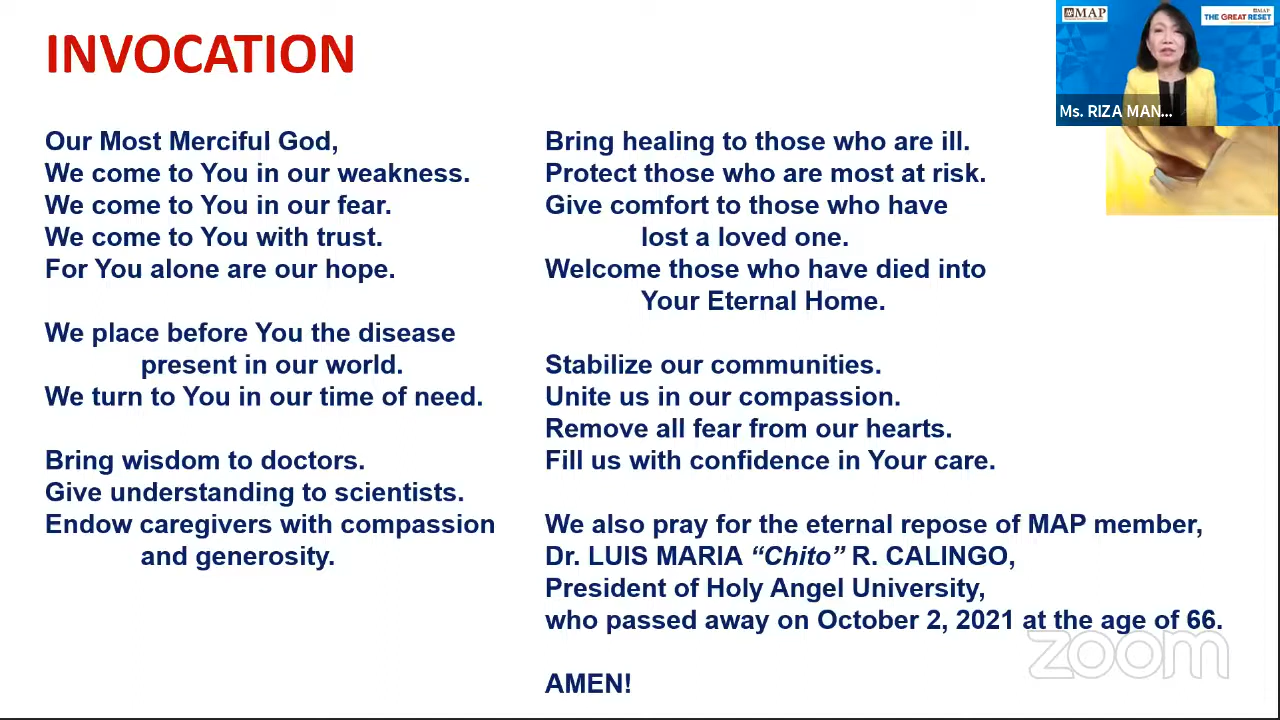 INVOCATION
Our Most Merciful God,
We come to You in our weakness.
We come to You in our fear.
We come to You with trust.
For You alone are our hope.
We place before You the disease
present in our world.
We turn to You in our time of need.
Bring wisdom to doctors.
Give understanding to scientists.
Endow caregivers with compassion
and generosity.
Bring healing to those who are ill.
Protect those who are most at risk.
Give comfort to those who have
lost a loved one.
Welcome those who have died into
Your Eternal Home.
Stabilize our communities.
Unite us in our compassion.
Remove all fear from our hearts.
Fill us with confidence in Your care.
We also pray for the eternal repose of MAP member,
Dr. LUIS MARIA “Chito” R. CALINGO,
President of Holy Angel University,
who passed away on October 2, 2021 at the age of 66.
AMEN!
MAP
MAP
THE GREAT RESET
Ms. RIZA MAN...
zoom